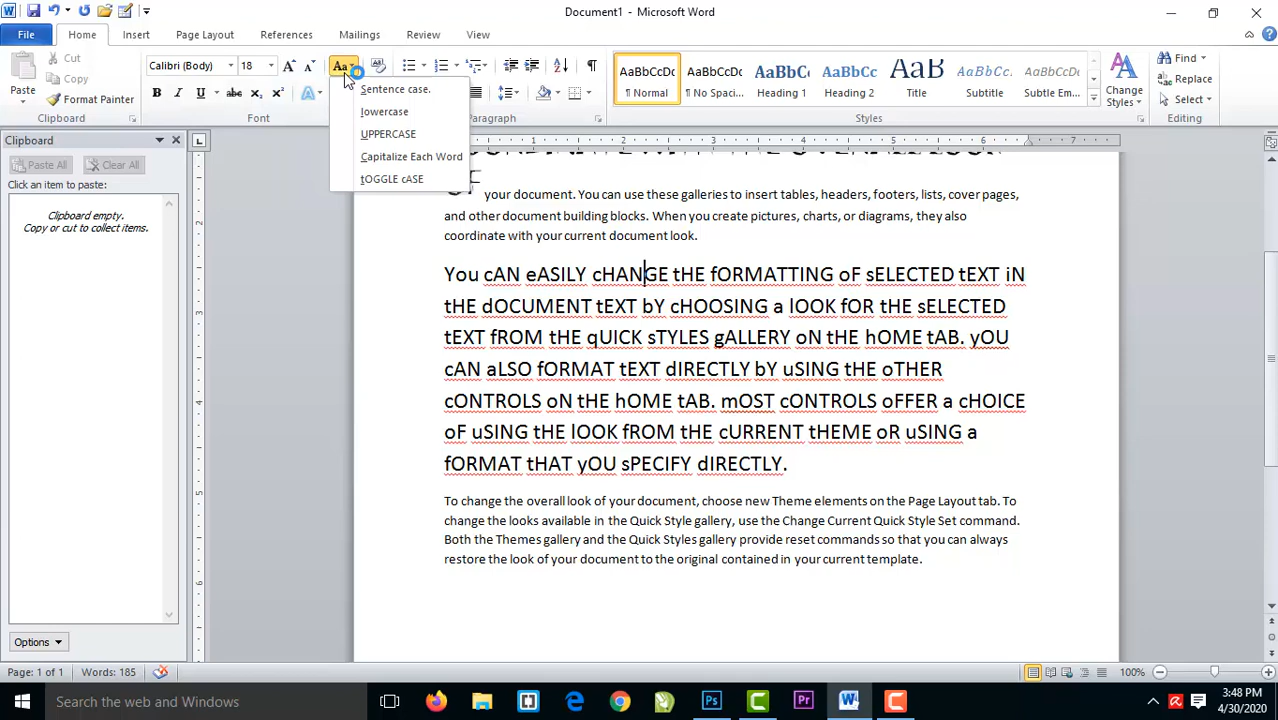 Document1 - Microsoft Word
File Home Insert Page Layout References Mailings Review View
Paste
Cut
Copy
Format Painter
Clipboard
Calibri (Body) 18
Aa
B I U abc X₂ X²
Font
Paragraph
AaBbCcDc AaBbCcDc AaBbCc AaBbCc AaB AaBbCcI AaBbCcDc
¶ Normal ¶ No Spaci... Heading 1 Heading 2 Title Subtitle Subtle Em...
Styles
Change Styles
Find
Replace
Select
Editing
Sentence case.
lowercase
UPPERCASE
Capitalize Each Word
tOGGLE cASE
Clipboard
Paste All Clear All
Click an item to paste:
Clipboard empty.
Copy or cut to collect items.
Options
COORDINATE WITH THE OVERALL LOOK
OF your document. You can use these galleries to insert tables, headers, footers, lists, cover pages,
and other document building blocks. When you create pictures, charts, or diagrams, they also
coordinate with your current document look.
You cAN eASILY cHANGE tHE fORMATTING oF sELECTED tEXT iN
tHE dOCUMENT tEXT bY cHOOSING a lOOK fOR tHE sELECTED
tEXT fROM tHE qUICK sTYLES gALLERY oN tHE hOME tAB. yOU
cAN aLSO fORMAT tEXT dIRECTLY bY uSING tHE oTHER
cONTROLS oN tHE hOME tAB. mOST cONTROLS oFFER a cHOICE
oF uSING tHE lOOK fROM tHE cURRENT tHEME oR uSING a
fORMAT tHAT yOU sPECIFY dIRECTLY.
To change the overall look of your document, choose new Theme elements on the Page Layout tab. To
change the looks available in the Quick Style gallery, use the Change Current Quick Style Set command.
Both the Themes gallery and the Quick Styles gallery provide reset commands so that you can always
restore the look of your document to the original contained in your current template.
Page: 1 of 1 Words: 185
100%
Search the web and Windows
3:48 PM
4/30/2020